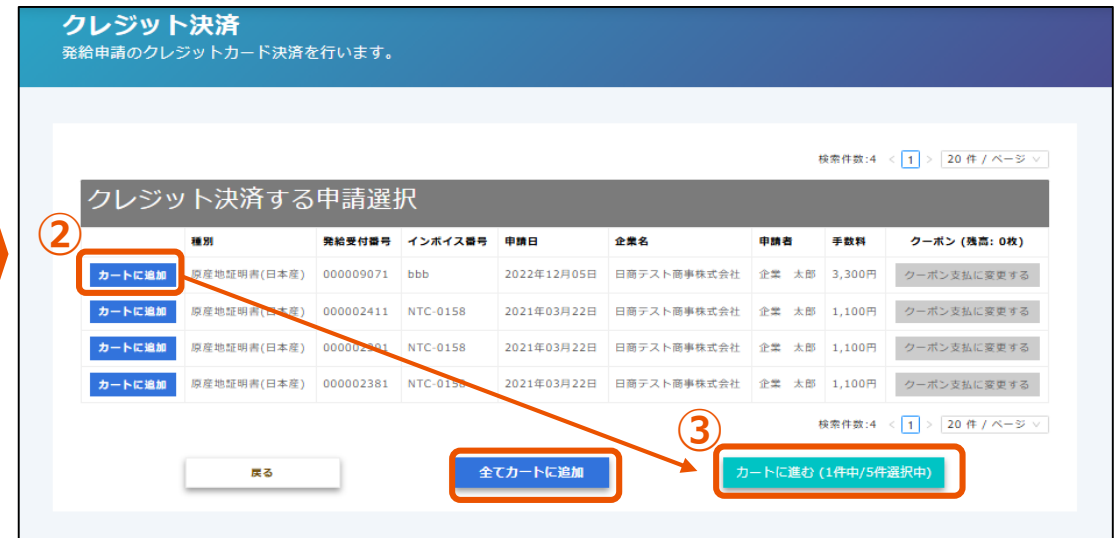 クレジット決済
発給申請のクレジットカード決済を行います。
検索件数:4 < 1 > 20 件 / ページ
クレジット決済する申請選択
②
種別 発給受付番号 インボイス番号 申請日 企業名 申請者 手数料 クーポン (残高: 0枚)
カートに追加 原産地証明書(日本産) 000009071 bbb 2022年12月05日 日商テスト商事株式会社 企業 太郎 3,300円 クーポン支払に変更する
カートに追加 原産地証明書(日本産) 000002411 NTC-0158 2021年03月22日 日商テスト商事株式会社 企業 太郎 1,100円 クーポン支払に変更する
カートに追加 原産地証明書(日本産) 000002391 NTC-0158 2021年03月22日 日商テスト商事株式会社 企業 太郎 1,100円 クーポン支払に変更する
カートに追加 原産地証明書(日本産) 000002381 NTC-0158 2021年03月22日 日商テスト商事株式会社 企業 太郎 1,100円 クーポン支払に変更する
検索件数:4 < 1 > 20 件 / ページ
③
戻る 全てカートに追加 カートに進む (1件中/5件選択中)